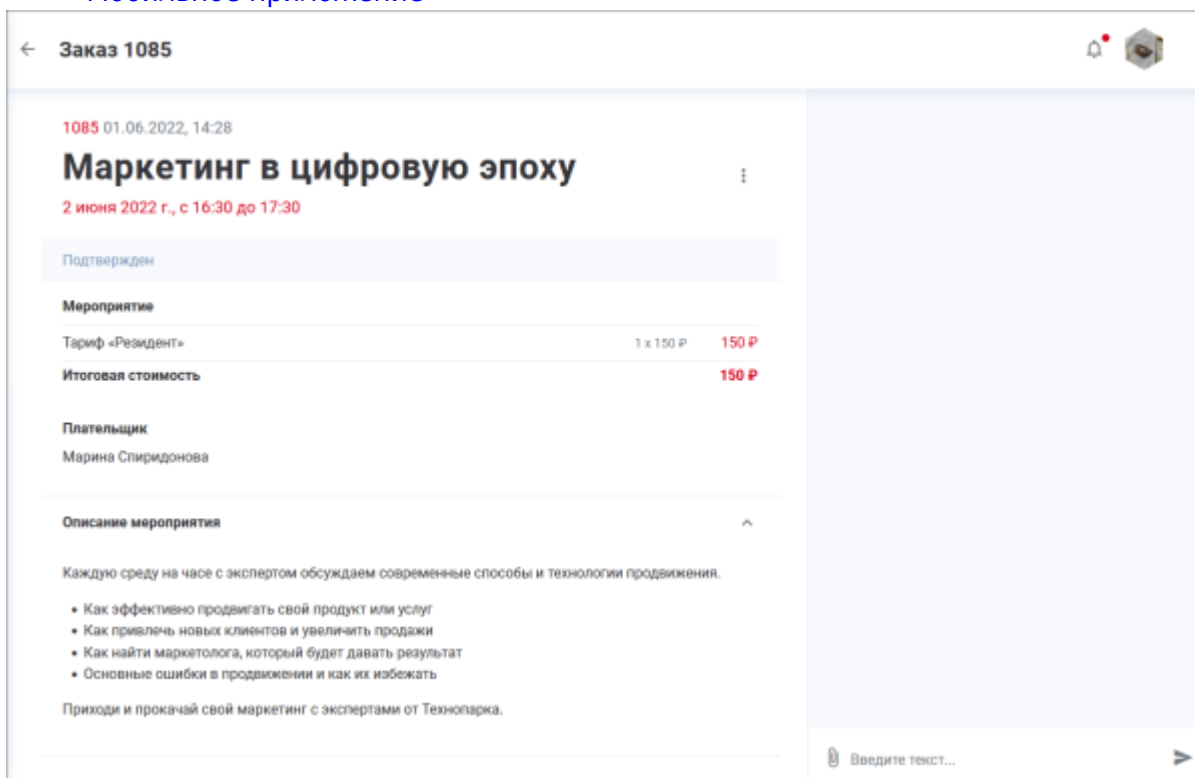 Мобильное приложение
Заказ 1085
1085 01.06.2022, 14:28
Маркетинг в цифровую эпоху
2 июня 2022 г., с 16:30 до 17:30
Подтвержден
Мероприятие
Тариф «Резидент» 1 x 150 ₽ 150 ₽
Итоговая стоимость 150 ₽
Плательщик
Марина Спиридонова
Описание мероприятия
Каждую среду на часе с экспертом обсуждаем современные способы и технологии продвижения.
• Как эффективно продвигать свой продукт или услуг
• Как привлечь новых клиентов и увеличить продажи
• Как найти маркетолога, который будет давать результат
• Основные ошибки в продвижении и как их избежать
Приходи и прокачай свой маркетинг с экспертами от Технопарка.
Введите текст...